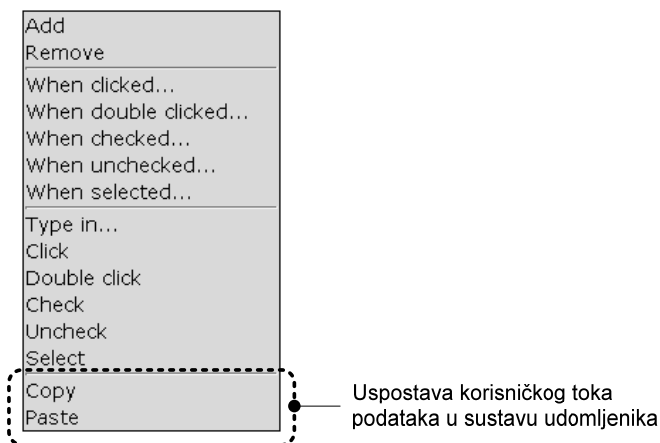 Add
Remove
When clicked...
When double clicked...
When checked...
When unchecked...
When selected...
Type in...
Click
Double click
Check
Uncheck
Select
Copy
Paste
Uspostava korisničkog toka
podataka u sustavu udomljenika